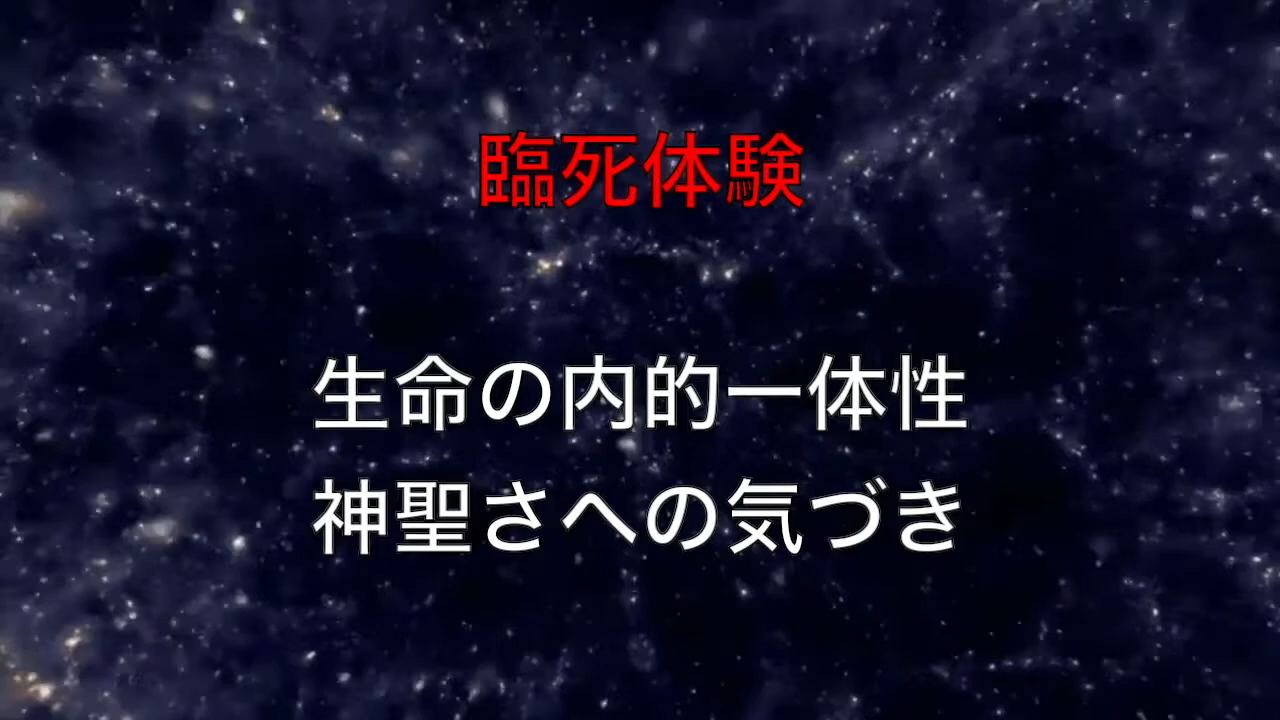 臨死体験
生命の内的一体性
神聖さへの気づき